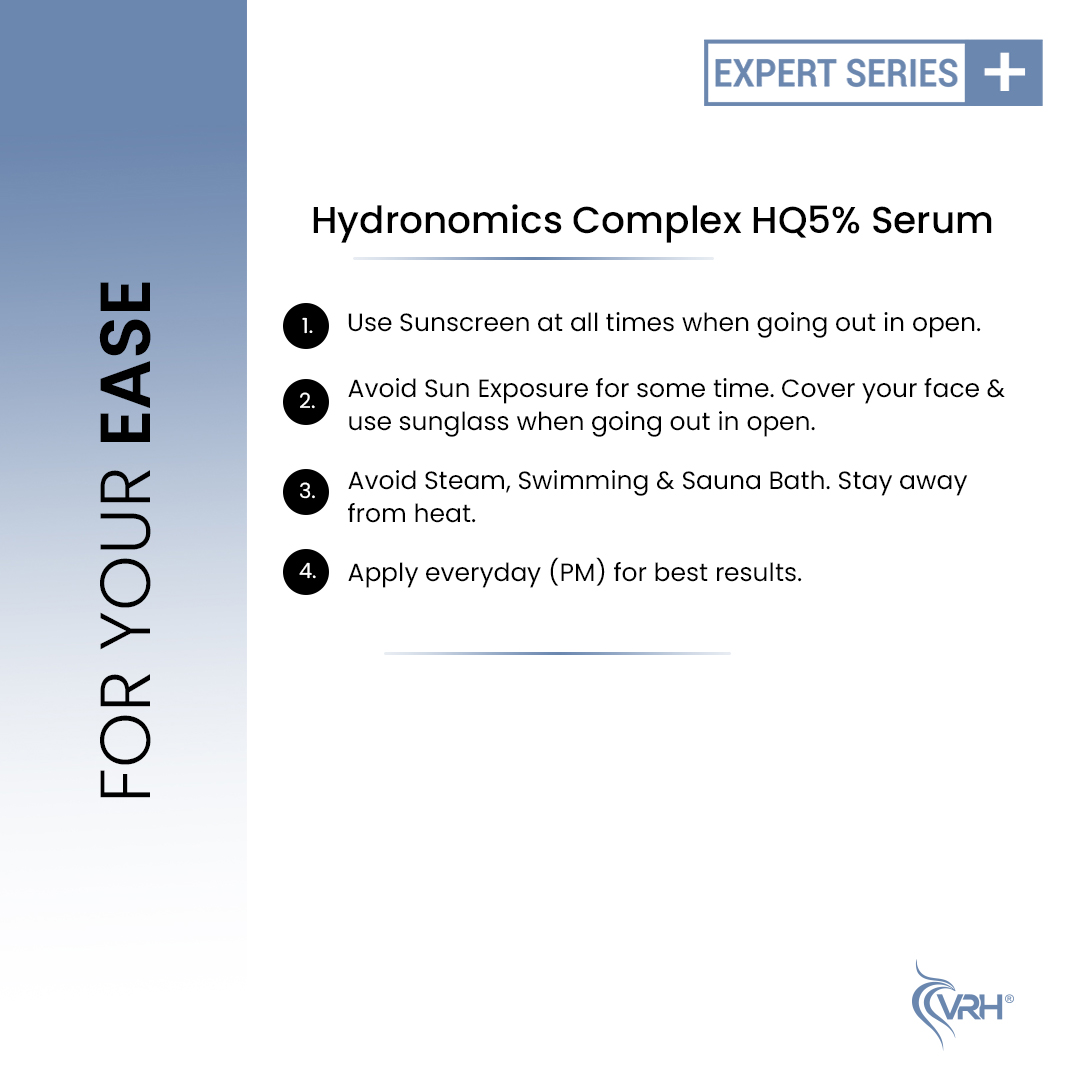 EXPERT SERIES +
FOR YOUR EASE
Hydronomics Complex HQ5% Serum
1. Use Sunscreen at all times when going out in open.
2. Avoid Sun Exposure for some time. Cover your face &
use sunglass when going out in open.
3. Avoid Steam, Swimming & Sauna Bath. Stay away
from heat.
4. Apply everyday (PM) for best results.
VRH®